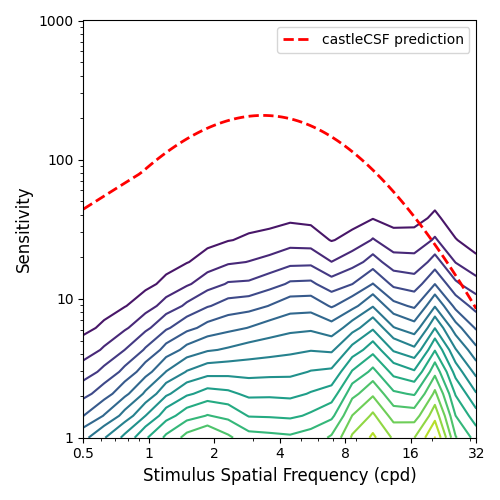 1000
castleCSF prediction
100
Sensitivity
10
1
0.5 1 2 4 8 16 32
Stimulus Spatial Frequency (cpd)